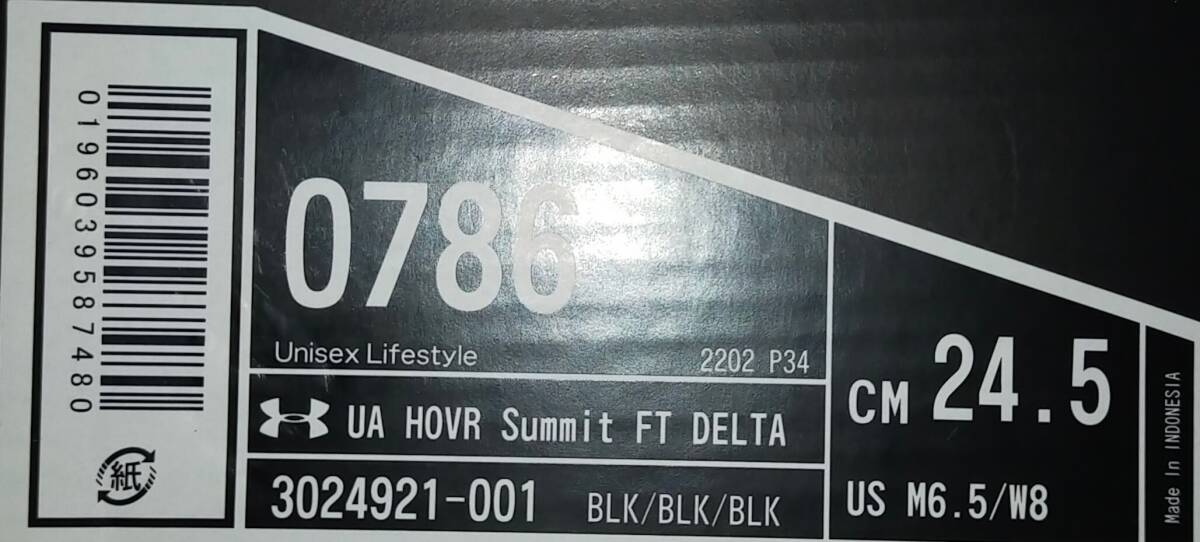 0196039587480
紙
0786
Unisex Lifestyle
2202 P34
UA HOVR Summit FT DELTA
3024921-001 BLK/BLK/BLK
CM 24.5
US M6.5/W8
Made In INDONESIA